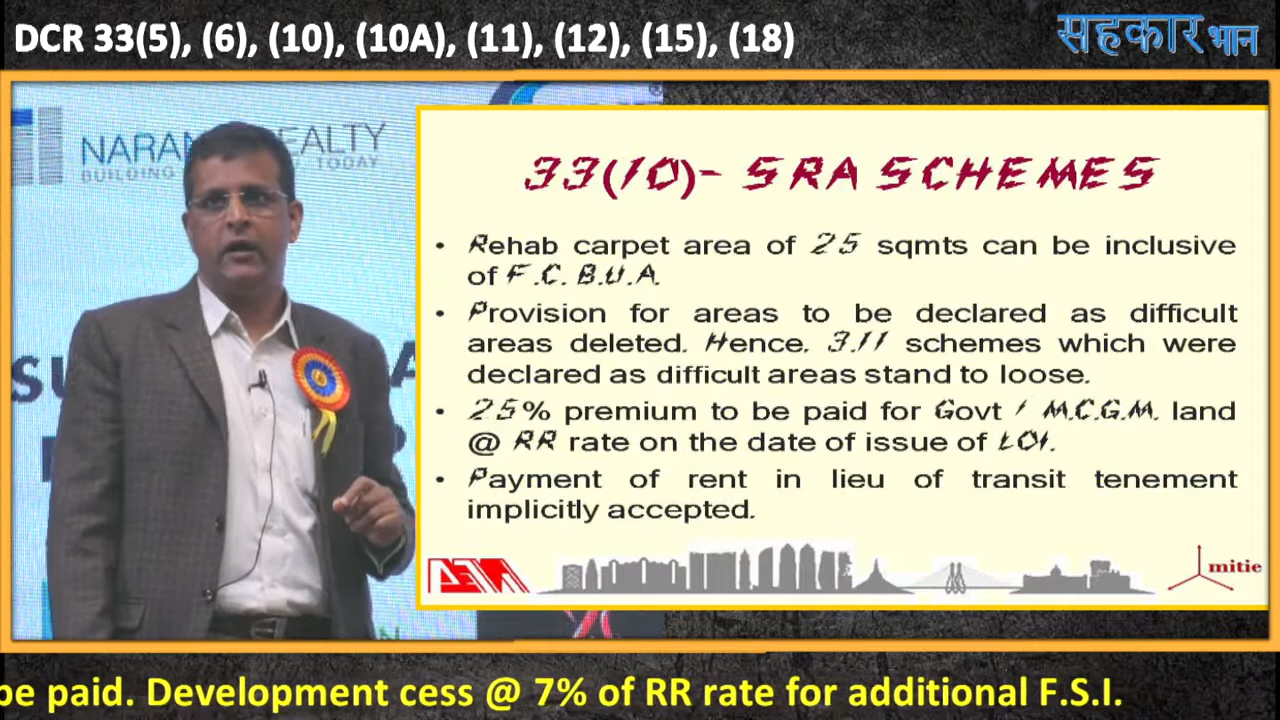 DCR 33(5), (6), (10), (10A), (11), (12), (15), (18)
सहकार भान
BUILDING
TODAY
33(10)- SRA SCHEMES
• Rehab carpet area of 25 sqmts can be inclusive
of F.C. B.U.A.
• Provision for areas to be declared as difficult
areas deleted. Hence. 3.11 schemes which were
declared as difficult areas stand to loose.
• 25% premium to be paid for Govt / M.C.G.M. land
@ RR rate on the date of issue of LOI.
• Payment of rent in lieu of transit tenement
implicitly accepted.
mitie
be paid. Development cess @ 7% of RR rate for additional F.S.I.